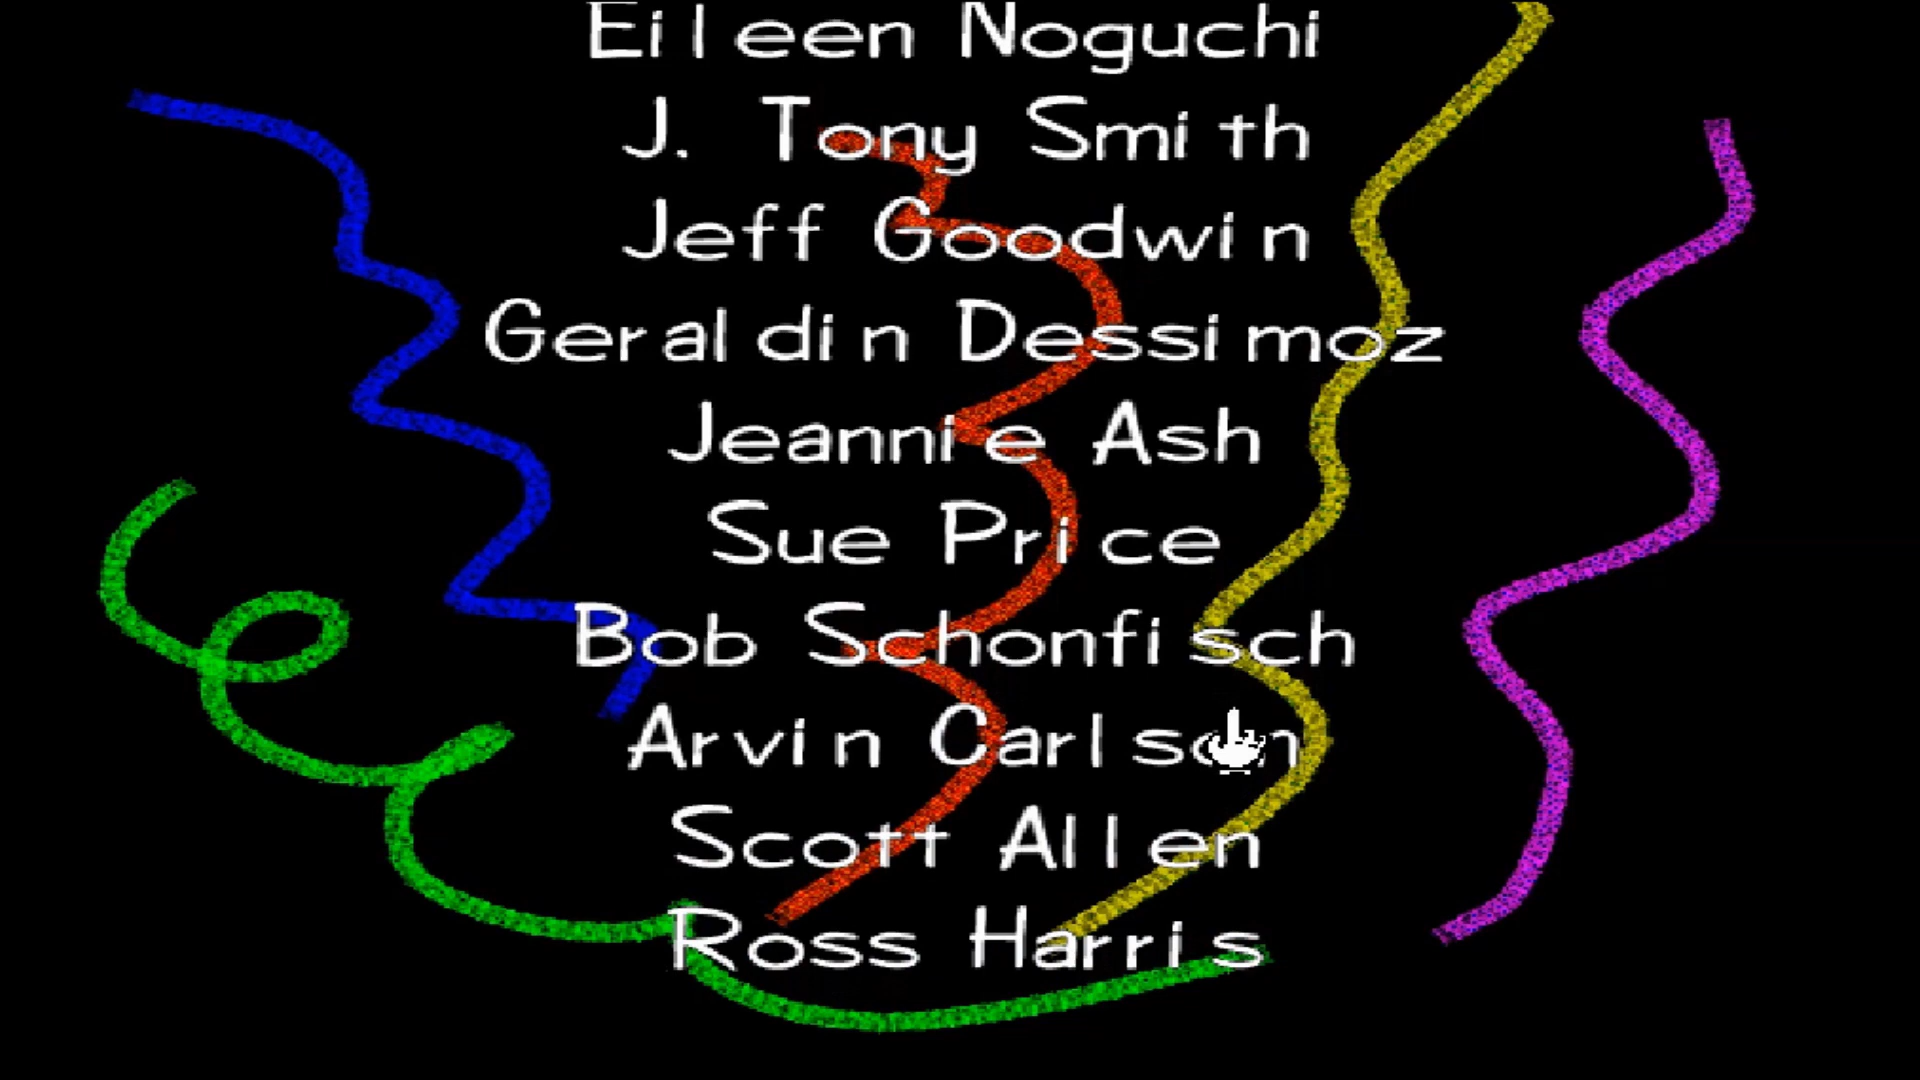 Eileen Noguchi
J. Tony Smith
Jeff Goodwin
Geraldin Dessimoz
Jeannie Ash
Sue Price
Bob Schonfisch
Arvin Carlson
Scott Allen
Ross Harris